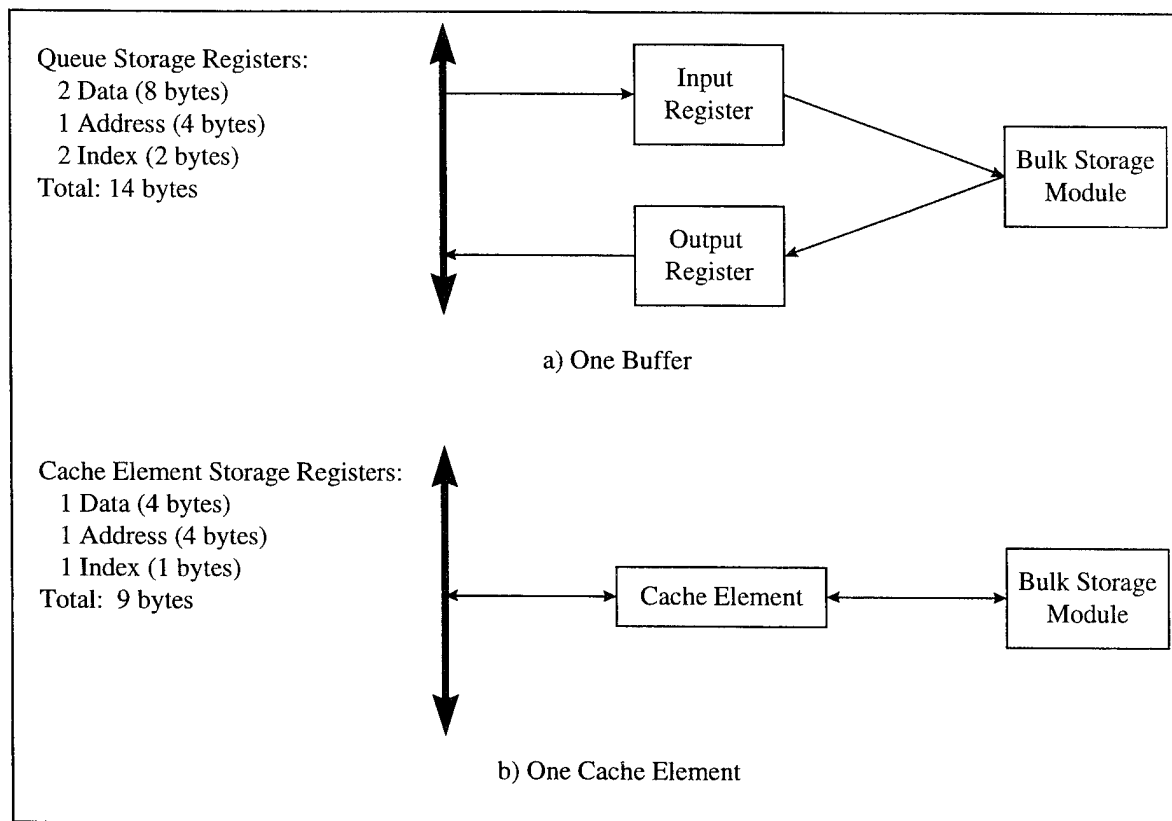 Queue Storage Registers:
2 Data (8 bytes)
1 Address (4 bytes)
2 Index (2 bytes)
Total: 14 bytes
Input
Register
Bulk Storage
Module
Output
Register
a) One Buffer
Cache Element Storage Registers:
1 Data (4 bytes)
1 Address (4 bytes)
1 Index (1 bytes)
Total: 9 bytes
Cache Element
Bulk Storage
Module
b) One Cache Element